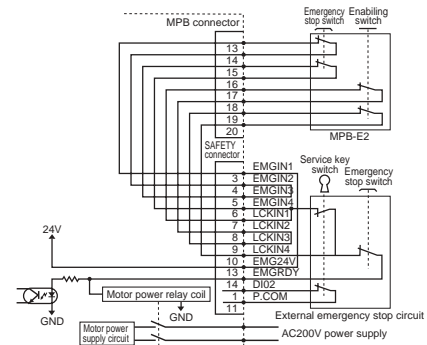 MPB connector
Emergency stop switch
Enabiling switch
13
14
15
16
17
18
19
20
MPB-E2
SAFETY connector
EMGIN1
3 EMGIN2
4 EMGIN3
5 EMGIN4
6 LCKIN1
7 LCKIN2
8 LCKIN3
9 LCKIN4
10 EMG24V
13 EMGRDY
14 DI02
1 P.COM
11
Service key switch
Emergency stop switch
24V
GND
Motor power relay coil
GND
External emergency stop circuit
Motor power supply circuit
AC200V power supply